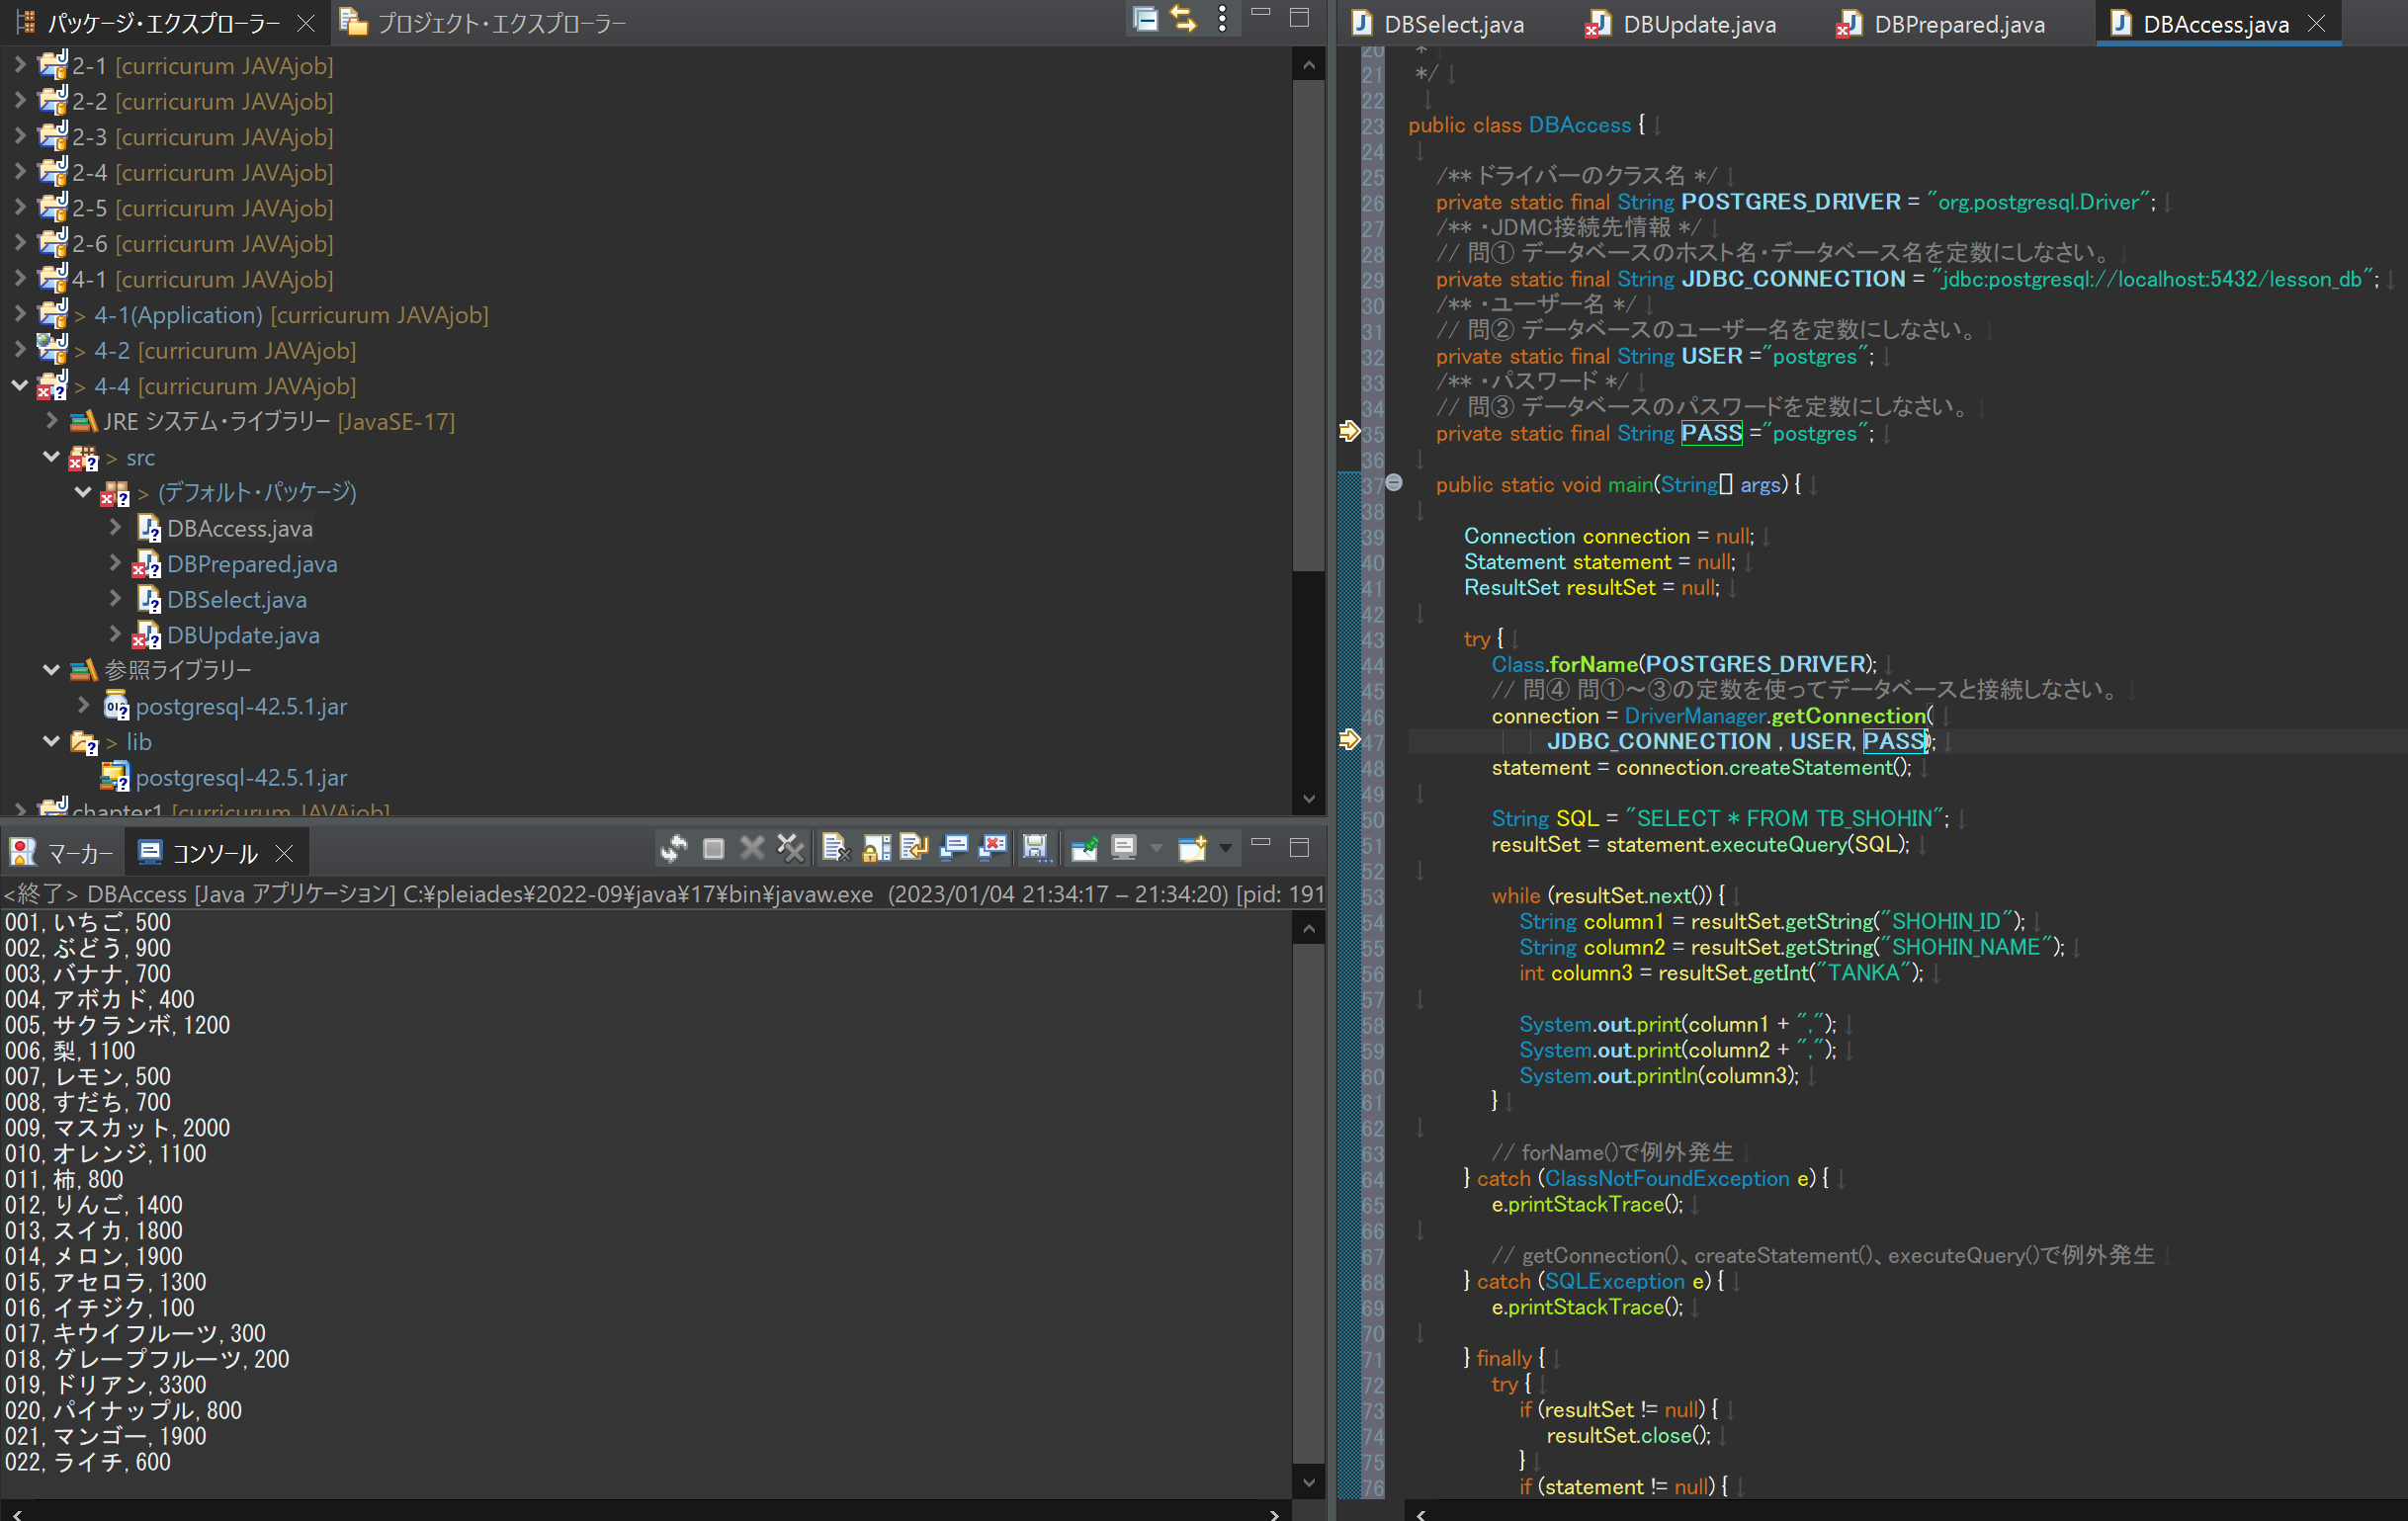 パッケージ・エクスプローラー
プロジェクト・エクスプローラー
2-1 [curricurum JAVAjob]
2-2 [curricurum JAVAjob]
2-3 [curricurum JAVAjob]
2-4 [curricurum JAVAjob]
2-5 [curricurum JAVAjob]
2-6 [curricurum JAVAjob]
4-1 [curricurum JAVAjob]
> 4-1(Application) [curricurum JAVAjob]
> 4-2 [curricurum JAVAjob]
> 4-4 [curricurum JAVAjob]
JRE システム・ライブラリー [JavaSE-17]
> src
> (デフォルト・パッケージ)
DBAccess.java
DBPrepared.java
DBSelect.java
DBUpdate.java
参照ライブラリー
postgresql-42.5.1.jar
> lib
postgresql-42.5.1.jar
chapter1 [curricurum JAVAjob]
マーカー
コンソール
<終了> DBAccess [Java アプリケーション] C:¥pleiades¥2022-09¥java¥17¥bin¥javaw.exe (2023/01/04 21:34:17 – 21:34:20) [pid: 191
001,いちご,500
002,ぶどう,900
003,バナナ,700
004,アボカド,400
005,サクランボ,1200
006,梨,1100
007,レモン,500
008,すだち,700
009,マスカット,2000
010,オレンジ,1100
011,柿,800
012,りんご,1400
013,スイカ,1800
014,メロン,1900
015,アセロラ,1300
016,イチジク,100
017,キウイフルーツ,300
018,グレープフルーツ,200
019,ドリアン,3300
020,パイナップル,800
021,マンゴー,1900
022,ライチ,600
DBSelect.java
DBUpdate.java
DBPrepared.java
DBAccess.java
20 *
21 */
22
23 public class DBAccess {
24
25 /** ドライバーのクラス名 */
26 private static final String POSTGRES_DRIVER = "org.postgresql.Driver";
27 /** ・JDMC接続先情報 */
28 // 問① データベースのホスト名・データベース名を定数にしなさい。
29 private static final String JDBC_CONNECTION = "jdbc:postgresql://localhost:5432/lesson_db";
30 /** ・ユーザー名 */
31 // 問② データベースのユーザー名を定数にしなさい。
32 private static final String USER ="postgres";
33 /** ・パスワード */
34 // 問③ データベースのパスワードを定数にしなさい。
35 private static final String PASS ="postgres";
36
37 public static void main(String[] args) {
38
39 Connection connection = null;
40 Statement statement = null;
41 ResultSet resultSet = null;
42
43 try {
44 Class.forName(POSTGRES_DRIVER);
45 // 問④ 問①～③の定数を使ってデータベースと接続しなさい。
46 connection = DriverManager.getConnection(
47 JDBC_CONNECTION , USER, PASS);
48 statement = connection.createStatement();
49
50 String SQL = "SELECT * FROM TB_SHOHIN";
51 resultSet = statement.executeQuery(SQL);
52
53 while (resultSet.next()) {
54 String column1 = resultSet.getString("SHOHIN_ID");
55 String column2 = resultSet.getString("SHOHIN_NAME");
56 int column3 = resultSet.getInt("TANKA");
57
58 System.out.print(column1 + ",");
59 System.out.print(column2 + ",");
60 System.out.println(column3);
61 }
62
63 // forName()で例外発生
64 } catch (ClassNotFoundException e) {
65 e.printStackTrace();
66
67 // getConnection()、createStatement()、executeQuery()で例外発生
68 } catch (SQLException e) {
69 e.printStackTrace();
70
71 } finally {
72 try {
73 if (resultSet != null) {
74 resultSet.close();
75 }
76 if (statement != null) {